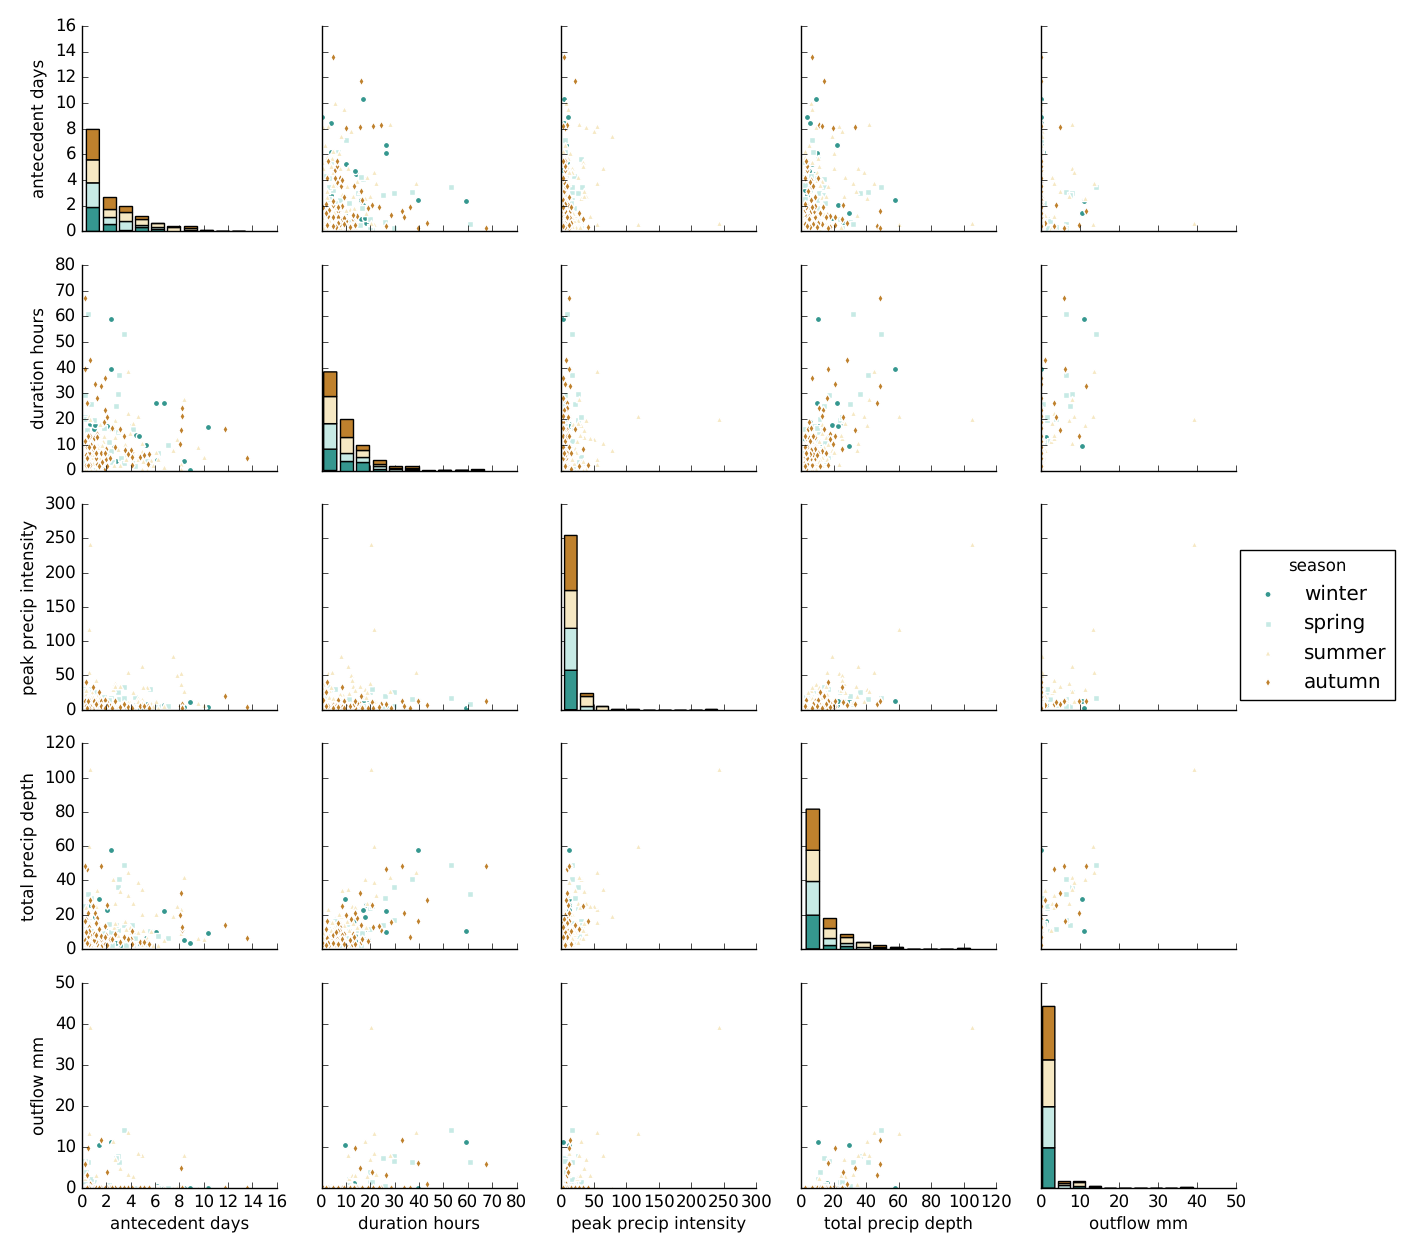 16
14
12
10
8
6
4
2
0
antecedent days
80
70
60
50
40
30
20
10
0
duration hours
300
250
200
150
100
50
0
peak precip intensity
season
winter
spring
summer
autumn
120
100
80
60
40
20
0
total precip depth
50
40
30
20
10
0
outflow mm
0 2 4 6 8 10 12 14 16
0 10 20 30 40 50 60 70 80
0 50 100 150 200 250 300
0 20 40 60 80 100 120
0 10 20 30 40 50
antecedent days
duration hours
peak precip intensity
total precip depth
outflow mm